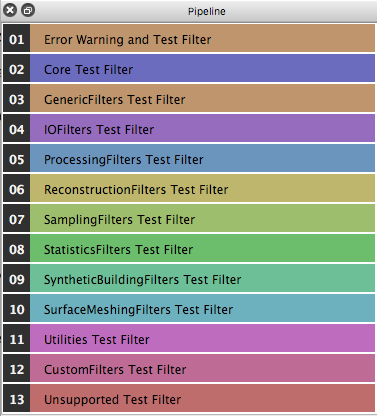 Pipeline
01 Error Warning and Test Filter
02 Core Test Filter
03 GenericFilters Test Filter
04 IOFilters Test Filter
05 ProcessingFilters Test Filter
06 ReconstructionFilters Test Filter
07 SamplingFilters Test Filter
08 StatisticsFilters Test Filter
09 SyntheticBuildingFilters Test Filter
10 SurfaceMeshingFilters Test Filter
11 Utilities Test Filter
12 CustomFilters Test Filter
13 Unsupported Test Filter